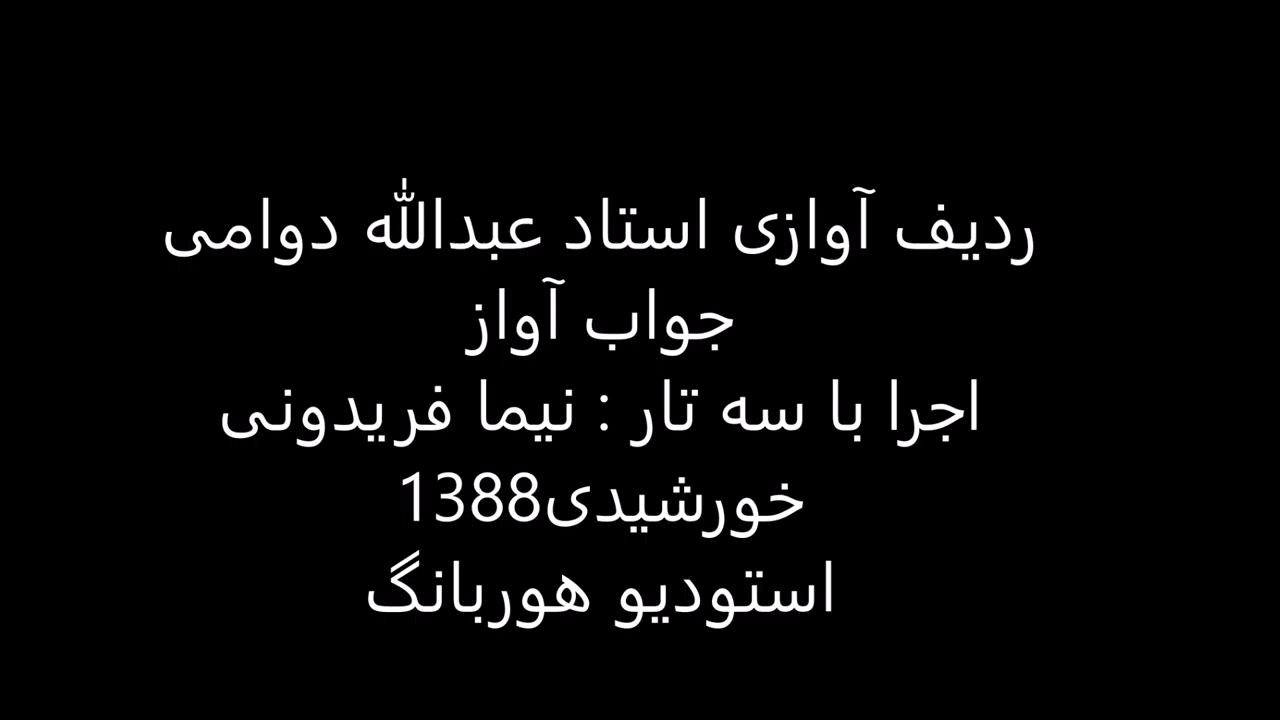 ردیف آوازی استاد عبدالله دوامی
جواب آواز
اجرا با سه تار : نیما فریدونی
خورشیدی1388
استودیو هوربانگ